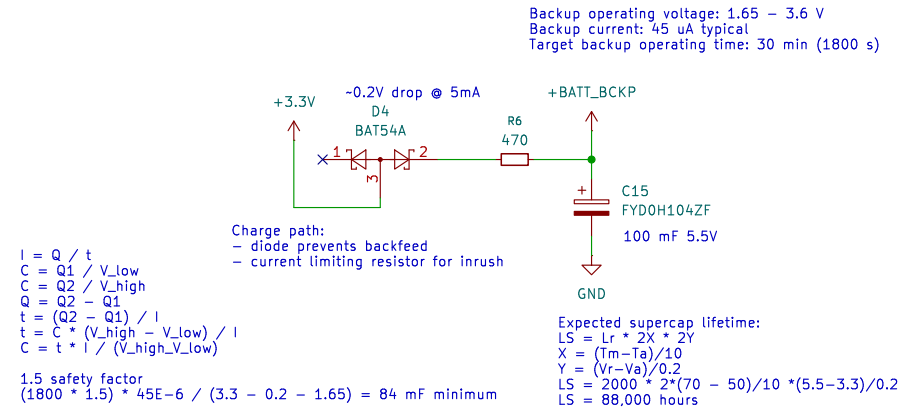 Backup operating voltage: 1.65 – 3.6 V
Backup current: 45 uA typical
Target backup operating time: 30 min (1800 s)
~0.2V drop @ 5mA
+BATT_BCKP
+3.3V
D4
BAT54A
R6
470
1
2
3
+
C15
FYD0H104ZF
100 mF 5.5V
GND
Charge path:
– diode prevents backfeed
– current limiting resistor for inrush
I = Q / t
C = Q1 / V_low
C = Q2 / V_high
Q = Q2 – Q1
t = (Q2 – Q1) / I
t = C * (V_high – V_low) / I
C = t * I / (V_high_V_low)
1.5 safety factor
(1800 * 1.5) * 45E–6 / (3.3 – 0.2 – 1.65) = 84 mF minimum
Expected supercap lifetime:
LS = Lr * 2X * 2Y
X = (Tm–Ta)/10
Y = (Vr–Va)/0.2
LS = 2000 * 2*(70 – 50)/10 *(5.5–3.3)/0.2
LS = 88,000 hours